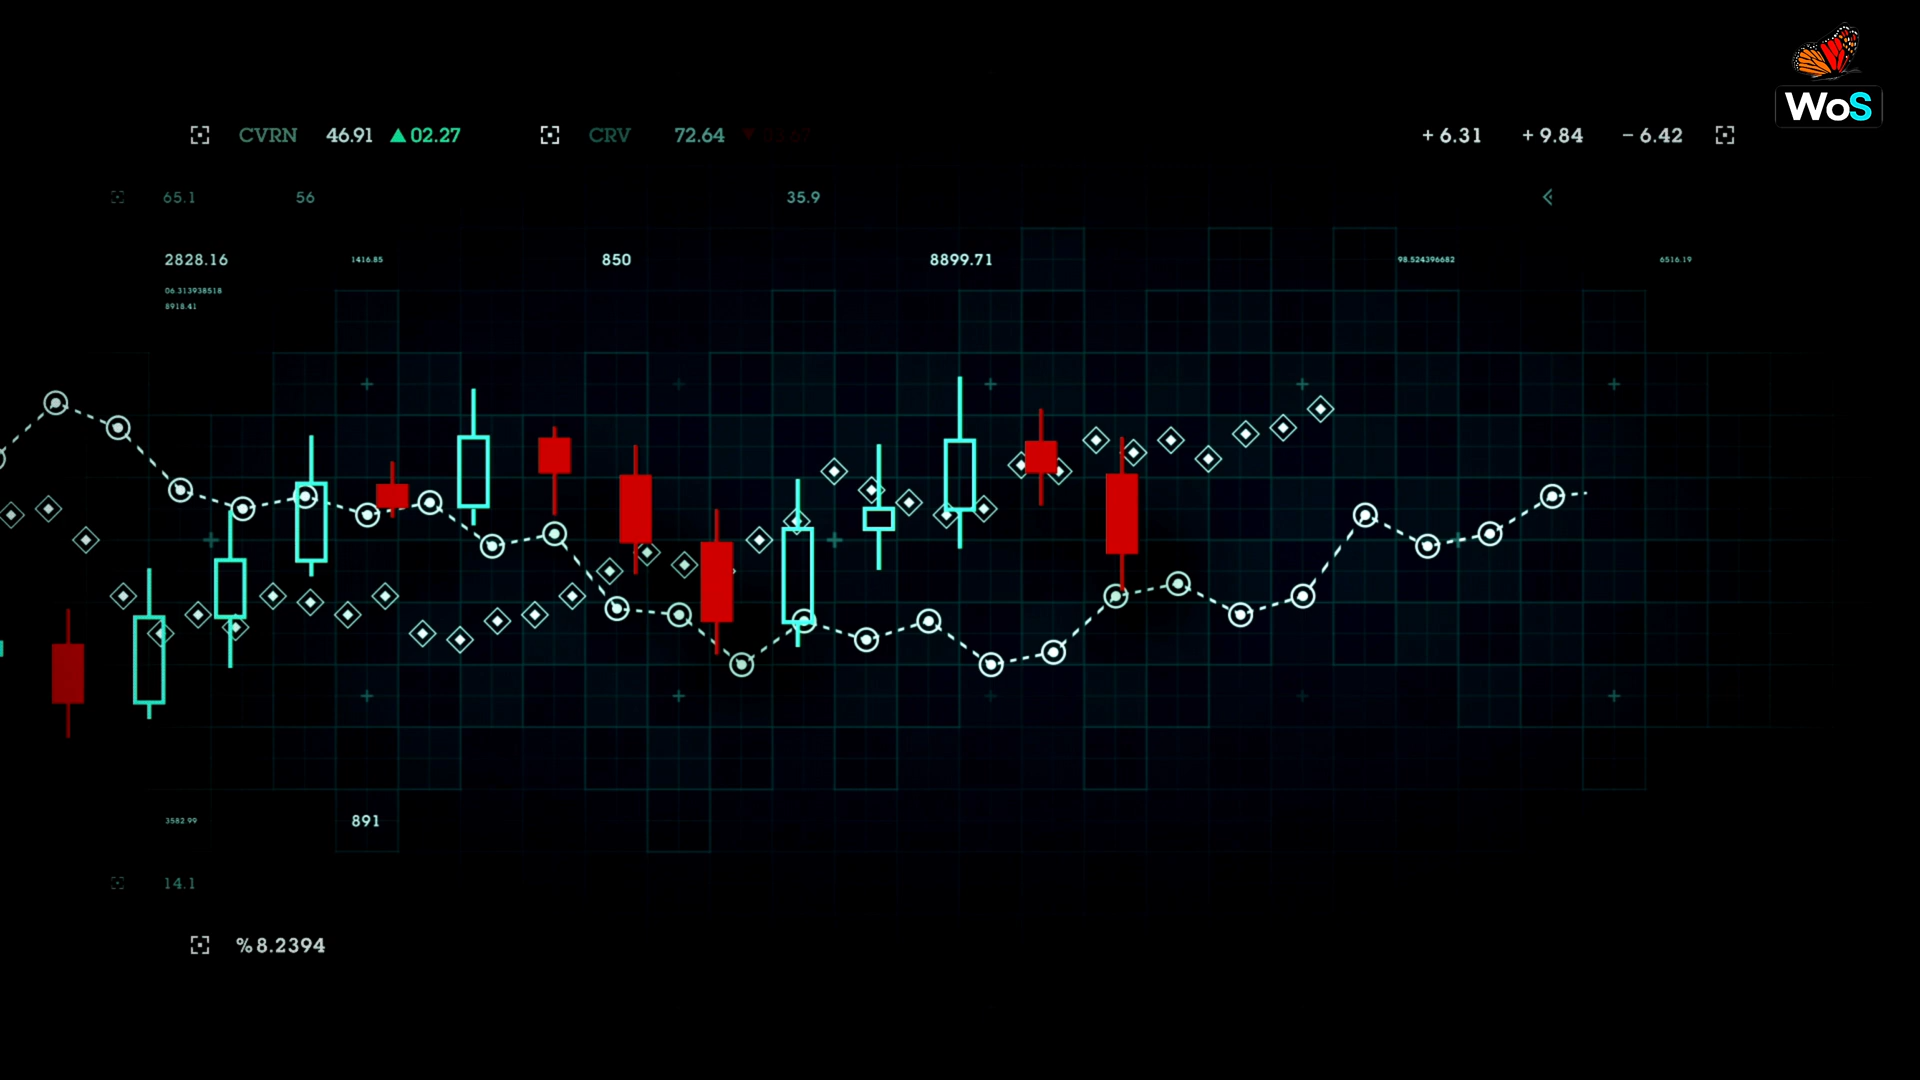 WoS
CVRN 46.91 ▲ 02.27 CRV 72.64 ▼ + 6.31 + 9.84 − 6.42
65.1 56 35.9
2828.16 1416.85 850 8899.71 98.524396682 6516.19
06.313938518
8918.41
3582.99 891
14.1
% 8.2394